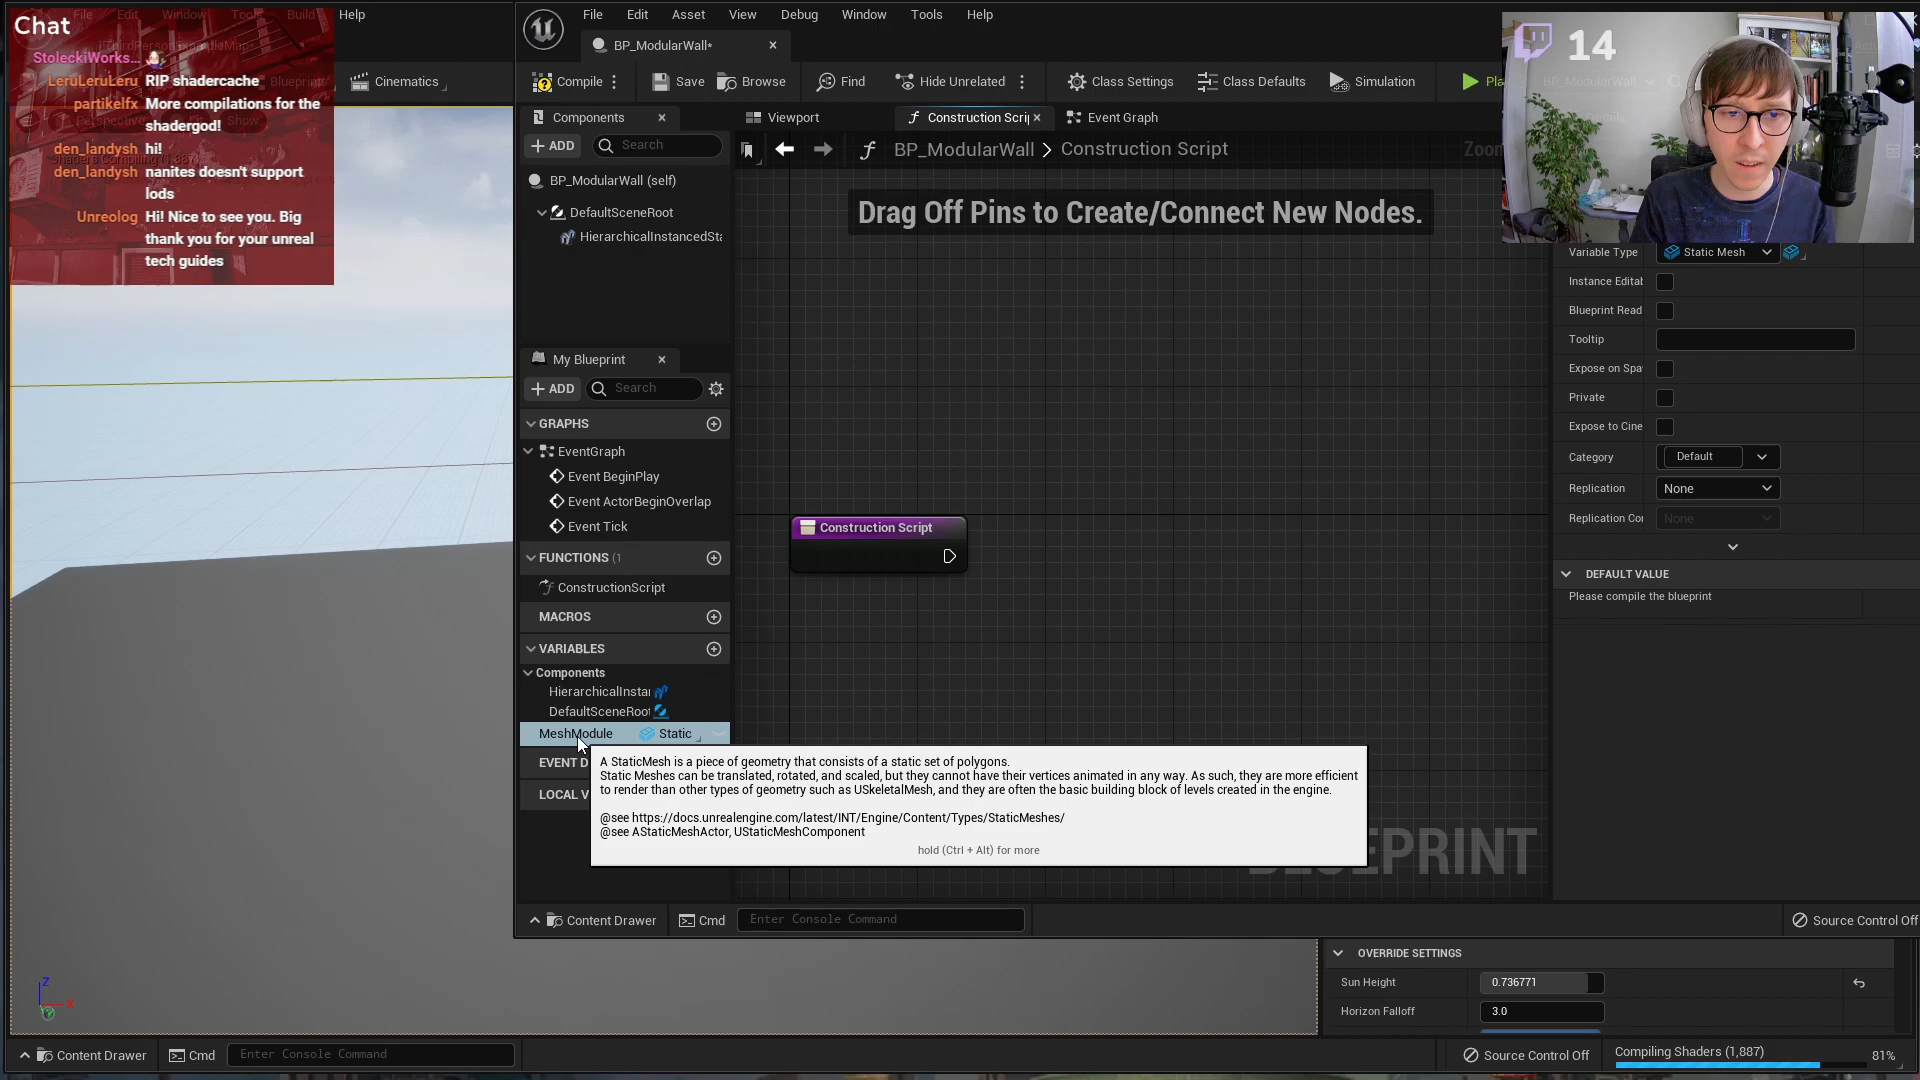 Chat
StoleckiWorks...
LeruLeruLeru RIP shadercache
partikelfx More compilations for the
shadergod!
den_landysh hi!
den_landysh nanites doesn't support
lods
Unreolog Hi! Nice to see you. Big
thank you for your unreal
tech guides
Help
Cinematics
File Edit Asset View Debug Window Tools Help
BP_ModularWall*
Compile Save Browse Find Hide Unrelated Class Settings Class Defaults Simulation
14
Components
ADD Search
BP_ModularWall (self)
DefaultSceneRoot
HierarchicalInstancedSta
Viewport Construction Scrip Event Graph
BP_ModularWall > Construction Script
Zoom
Drag Off Pins to Create/Connect New Nodes.
My Blueprint
ADD Search
GRAPHS
EventGraph
Event BeginPlay
Event ActorBeginOverlap
Event Tick
FUNCTIONS (1
ConstructionScript
MACROS
VARIABLES
Components
HierarchicalInstan
DefaultSceneRoot
MeshModule Static
EVENT D
LOCAL V
Construction Script
A StaticMesh is a piece of geometry that consists of a static set of polygons.
Static Meshes can be translated, rotated, and scaled, but they cannot have their vertices animated in any way. As such, they are more efficient
to render than other types of geometry such as USkeletalMesh, and they are often the basic building block of levels created in the engine.
@see https://docs.unrealengine.com/latest/INT/Engine/Content/Types/StaticMeshes/
@see AStaticMeshActor, UStaticMeshComponent
hold (Ctrl + Alt) for more
Variable Type Static Mesh
Instance Editab
Blueprint Read
Tooltip
Expose on Spa
Private
Expose to Cine
Category Default
Replication None
Replication Co None
DEFAULT VALUE
Please compile the blueprint
Content Drawer Cmd Enter Console Command
Source Control Off
OVERRIDE SETTINGS
Sun Height 0.736771
Horizon Falloff 3.0
Z
X
Content Drawer Cmd Enter Console Command
Source Control Off
Compiling Shaders (1,887) 81%